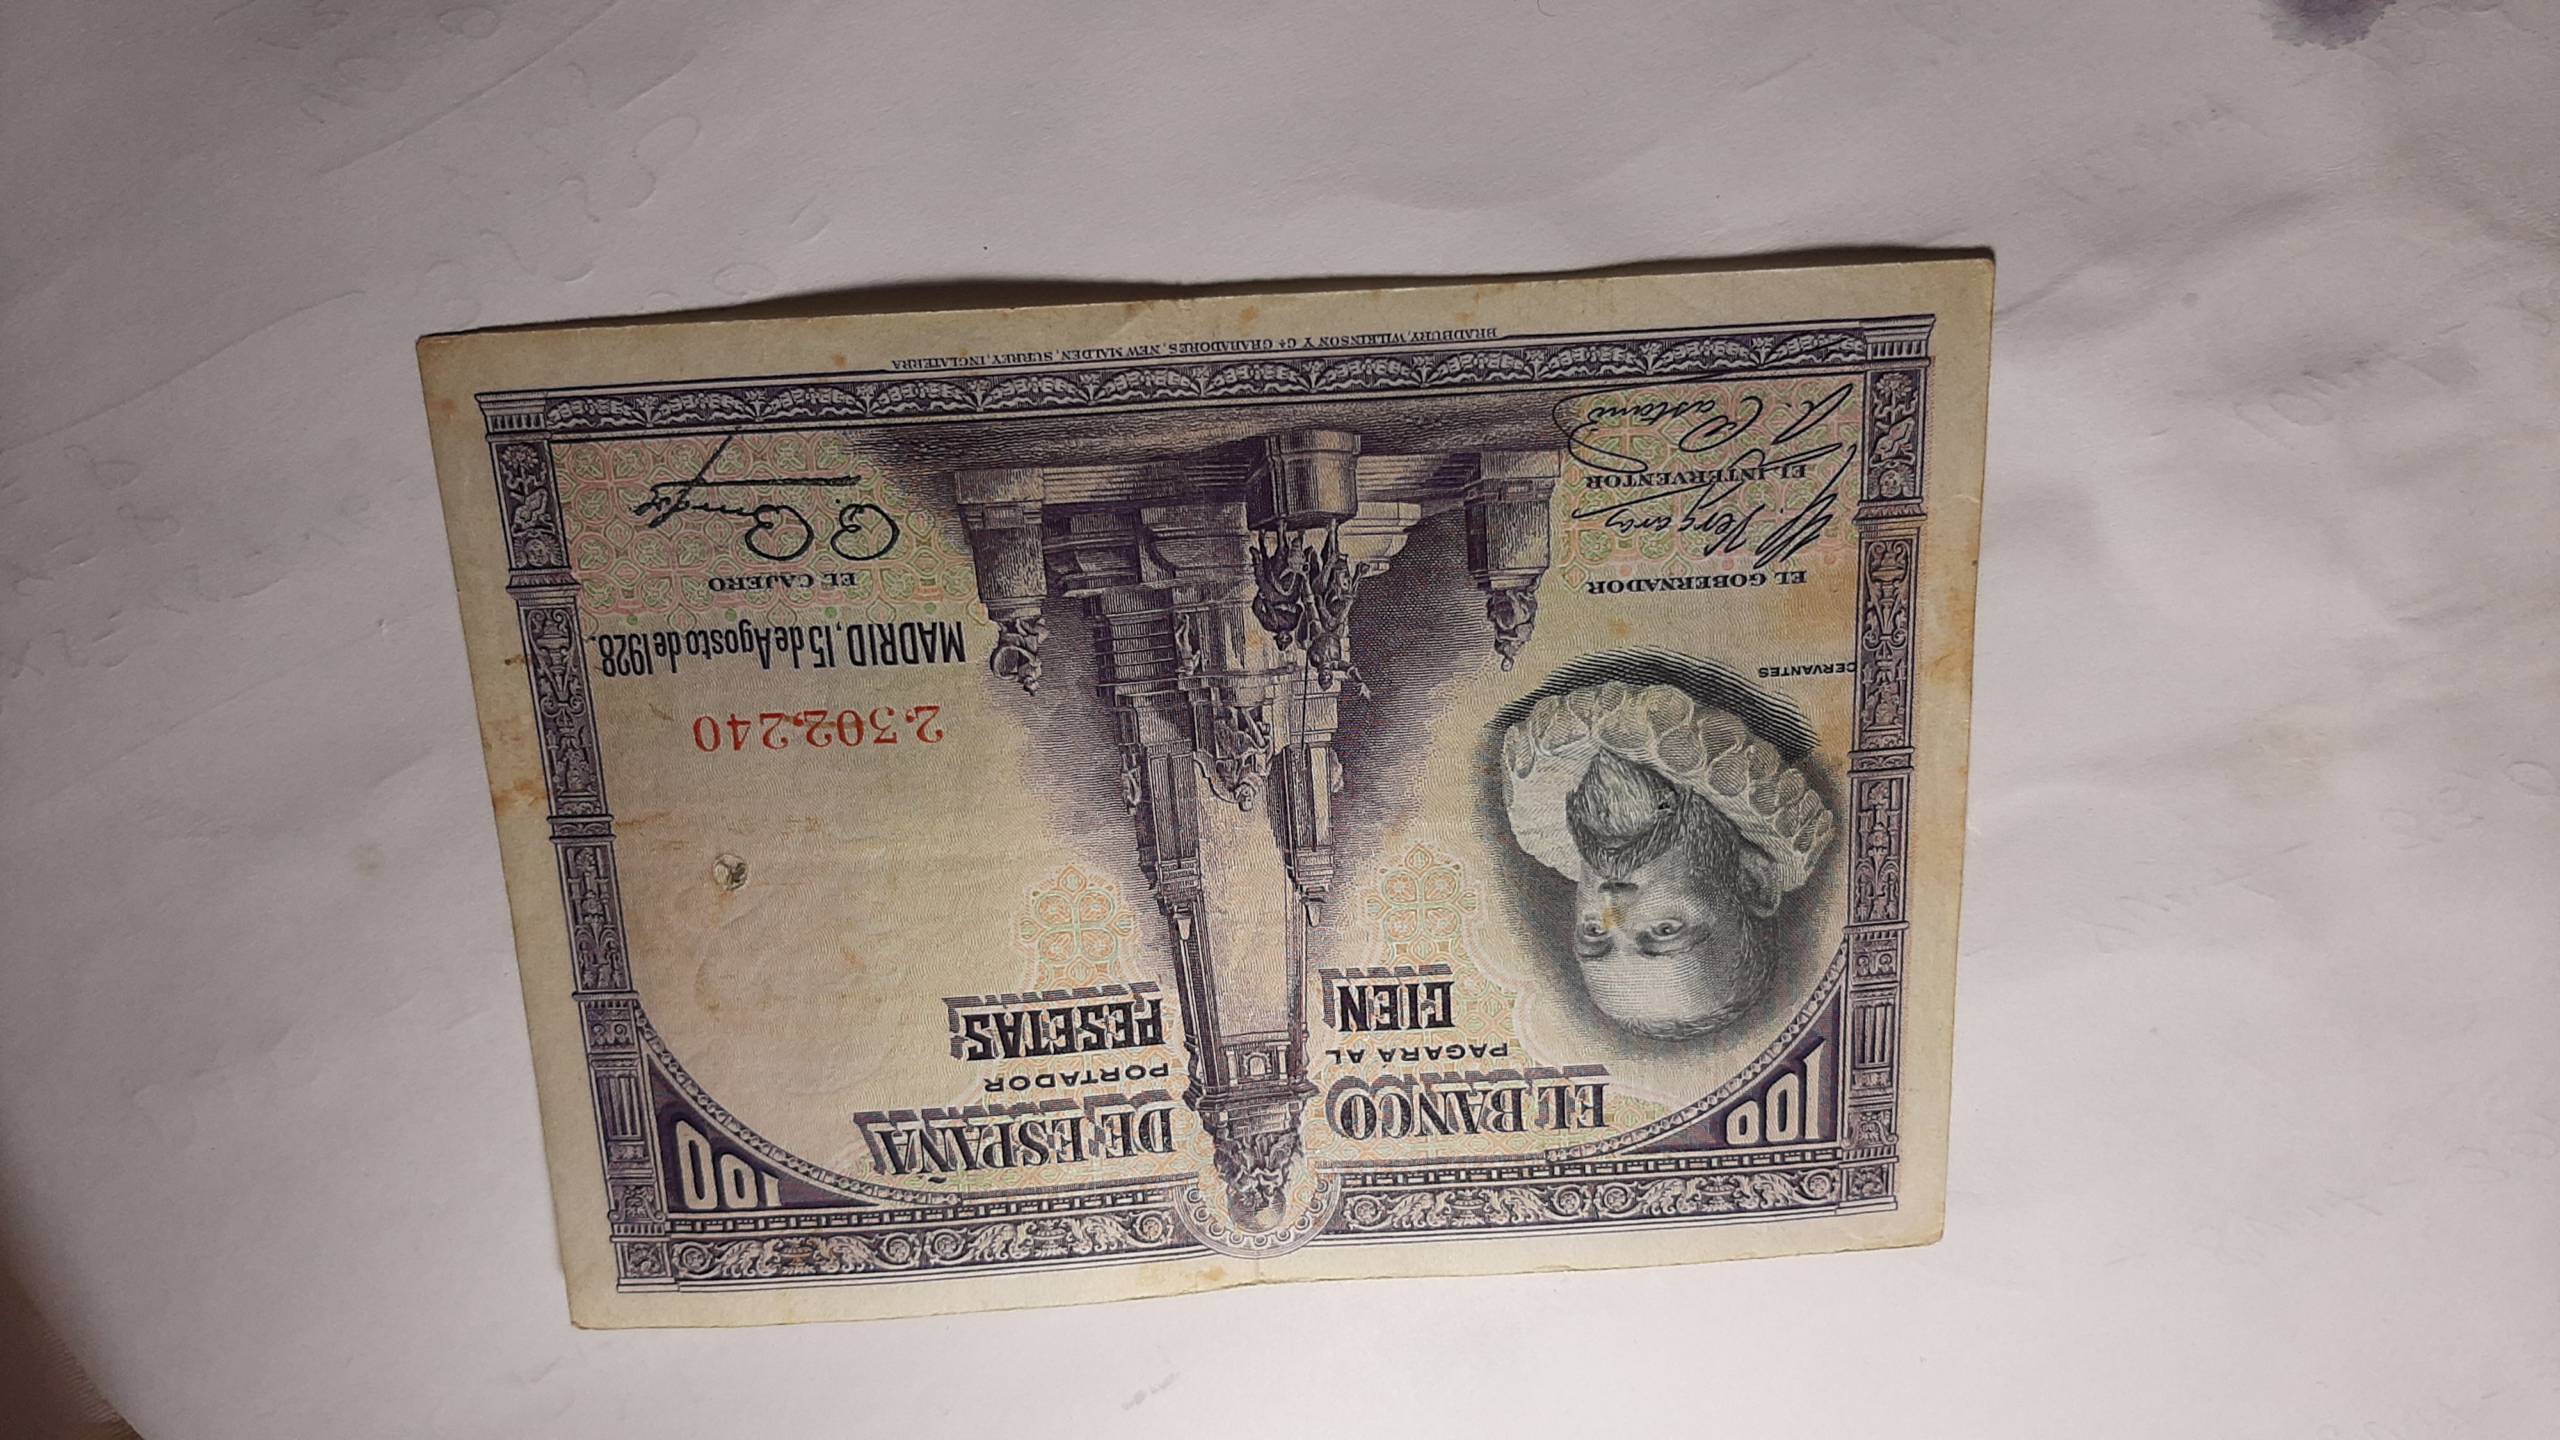 100
100
EL BANCO DE ESPAÑA
PAGARÁ AL PORTADOR
CIEN PESETAS
2.302,240
CERVANTES
MADRID, 15 de Agosto de 1928.
EL GOBERNADOR
EL CAJERO
EL INTERVENTOR
BRADBURY, WILKINSON Y Cª GRABADORES, NEW MALDEN, SURREY, INGLATERRA